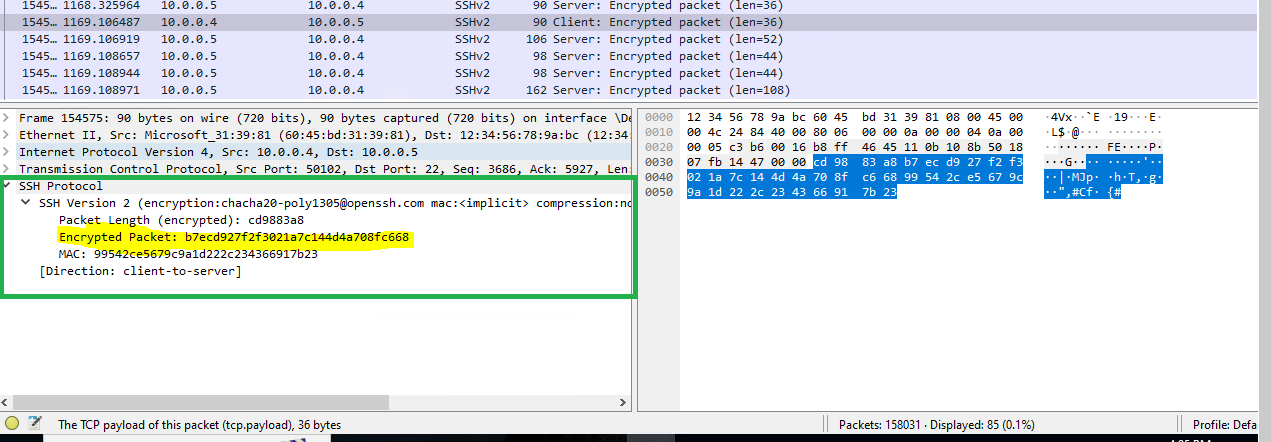 1545… 1168.325964 10.0.0.5 10.0.0.4 SSHv2 90 Server: Encrypted packet (len=36)
1545… 1169.106487 10.0.0.4 10.0.0.5 SSHv2 90 Client: Encrypted packet (len=36)
1545… 1169.106919 10.0.0.5 10.0.0.4 SSHv2 106 Server: Encrypted packet (len=52)
1545… 1169.108657 10.0.0.5 10.0.0.4 SSHv2 98 Server: Encrypted packet (len=44)
1545… 1169.108944 10.0.0.5 10.0.0.4 SSHv2 98 Server: Encrypted packet (len=44)
1545… 1169.108971 10.0.0.5 10.0.0.4 SSHv2 162 Server: Encrypted packet (len=108)
Frame 154575: 90 bytes on wire (720 bits), 90 bytes captured (720 bits) on interface \De
Ethernet II, Src: Microsoft_31:39:81 (60:45:bd:31:39:81), Dst: 12:34:56:78:9a:bc (12:34:
Internet Protocol Version 4, Src: 10.0.0.4, Dst: 10.0.0.5
Transmission Control Protocol, Src Port: 50102, Dst Port: 22, Seq: 3686, Ack: 5927, Len:
SSH Protocol
SSH Version 2 (encryption:chacha20-poly1305@openssh.com mac:<implicit> compression:no
Packet Length (encrypted): cd9883a8
Encrypted Packet: b7ecd927f2f3021a7c144d4a708fc668
MAC: 99542ce5679c9a1d222c234366917b23
[Direction: client-to-server]
0000 12 34 56 78 9a bc 60 45 bd 31 39 81 08 00 45 00 ·4Vx··`E ·19···E·
0010 00 4c 24 84 40 00 80 06 00 00 0a 00 00 04 0a 00 ·L$·@··· ········
0020 00 05 c3 b6 00 16 b8 ff 46 45 11 0b 10 8b 50 18 ········ FE····P·
0030 07 fb 14 47 00 00 cd 98 83 a8 b7 ec d9 27 f2 f3 ···G···· ·····'··
0040 02 1a 7c 14 4d 4a 70 8f c6 68 99 54 2c e5 67 9c ··|·MJp· ·h·T,·g·
0050 9a 1d 22 2c 23 43 66 91 7b 23 ··",#Cf· {#
The TCP payload of this packet (tcp.payload), 36 bytes
Packets: 158031 · Displayed: 85 (0.1%)
Profile: Defa